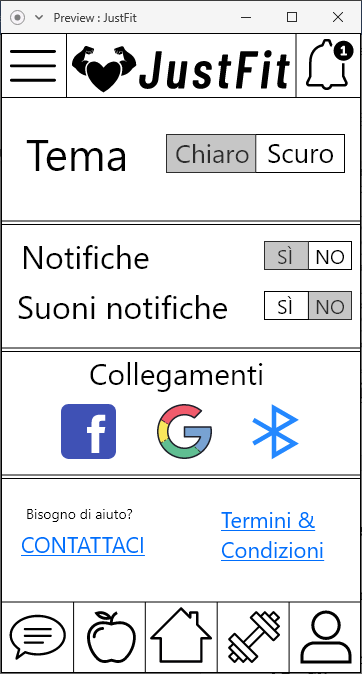 Preview : JustFit
JustFit
1
Tema
Chiaro Scuro
Notifiche
SÌ NO
Suoni notifiche
SÌ NO
Collegamenti
Bisogno di aiuto?
CONTATTACI
Termini &
Condizioni